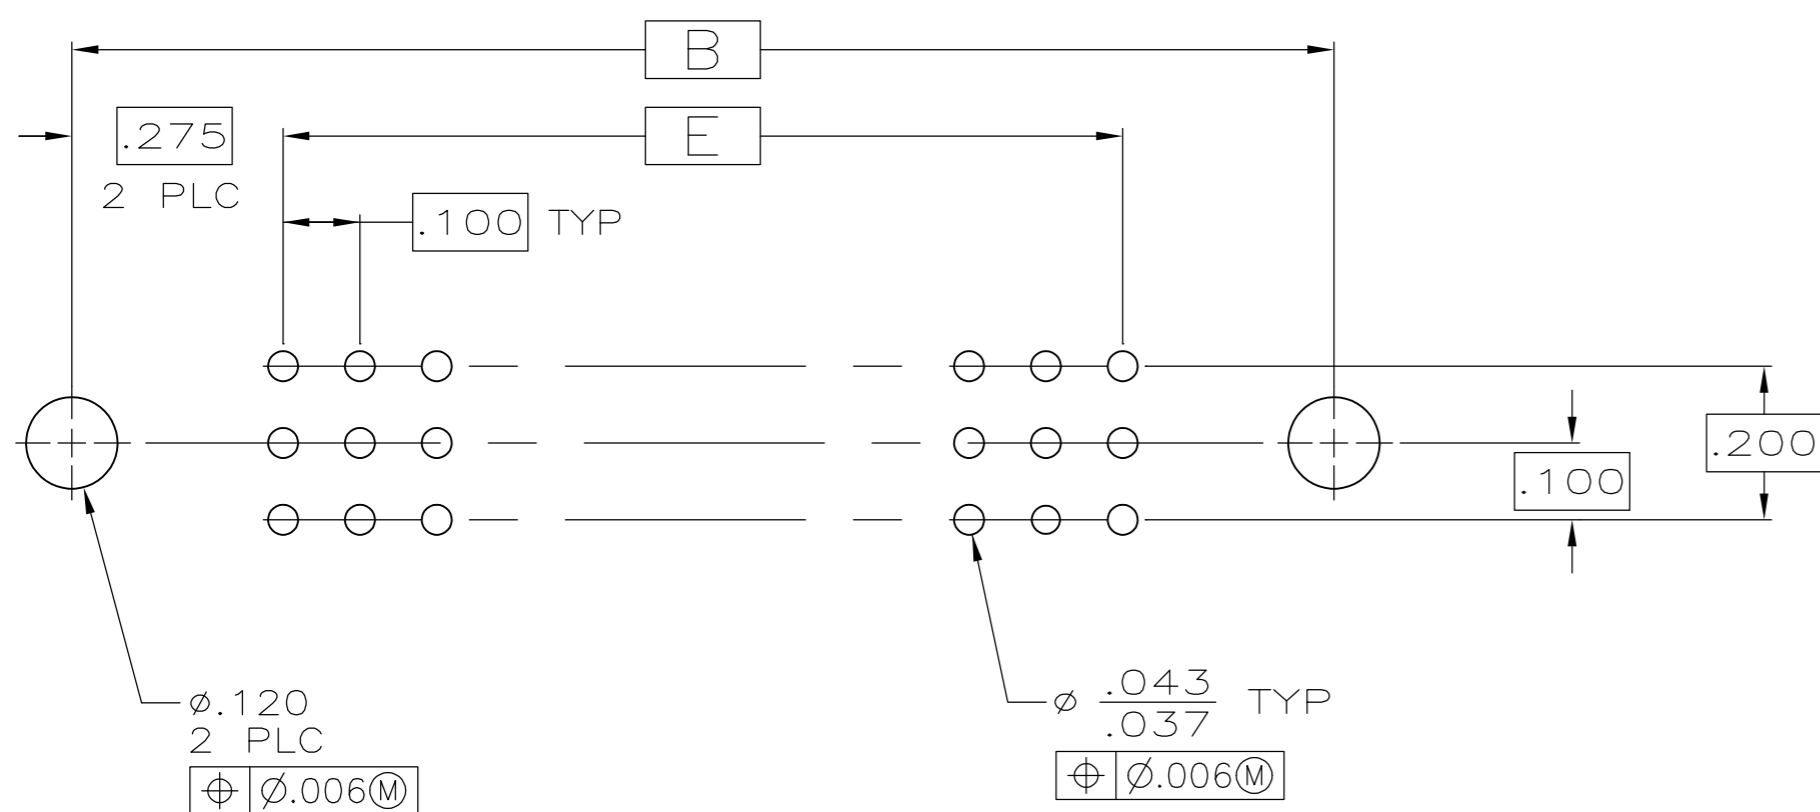 B
.275
2 PLC
E
.100 TYP
.200
.100
⌀.120
2 PLC
⌖ ⌀.006Ⓜ
⌀ .043
.037 TYP
⌖ ⌀.006Ⓜ